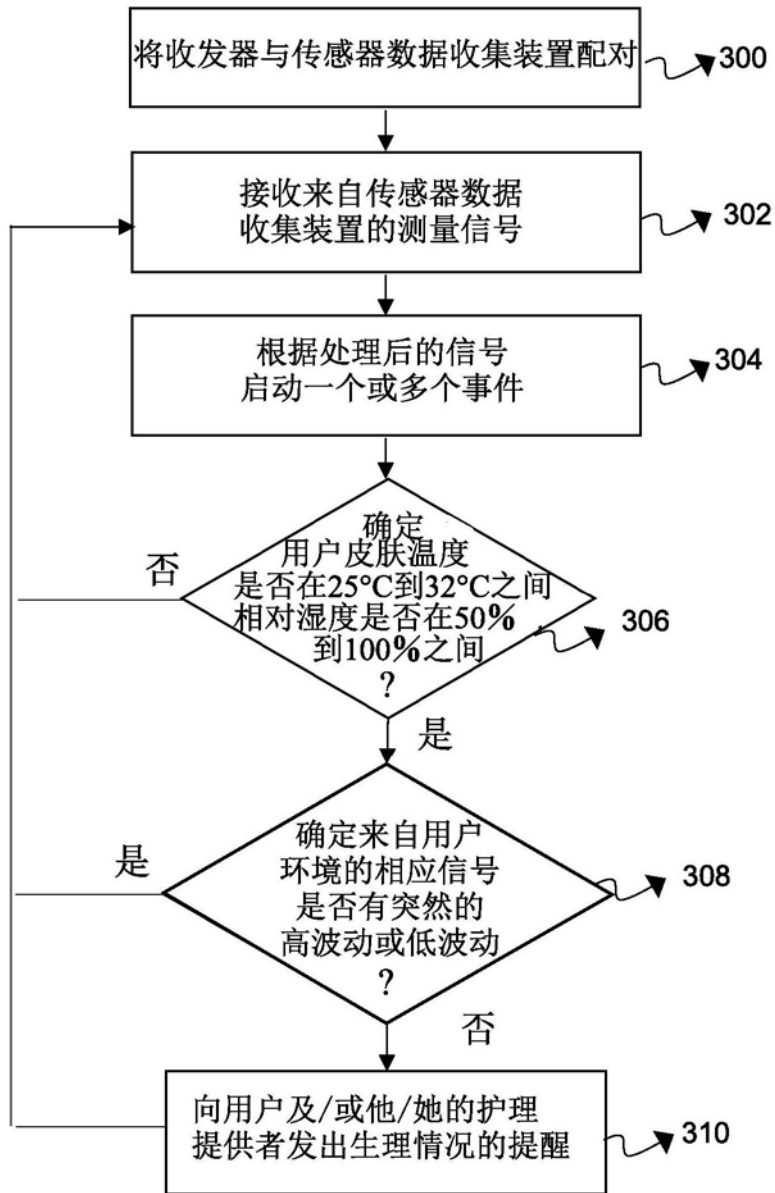 将收发器与传感器数据收集装置配对
300
接收来自传感器数据
收集装置的测量信号
302
根据处理后的信号
启动一个或多个事件
304
确定
用户皮肤温度
是否在25°C到32°C之间
相对湿度是否在50%
到100%之间
?
否
306
是
确定来自用户
环境的相应信号
是否有突然的
高波动或低波动
?
是
308
否
向用户及/或他/她的护理
提供者发出生理情况的提醒
310